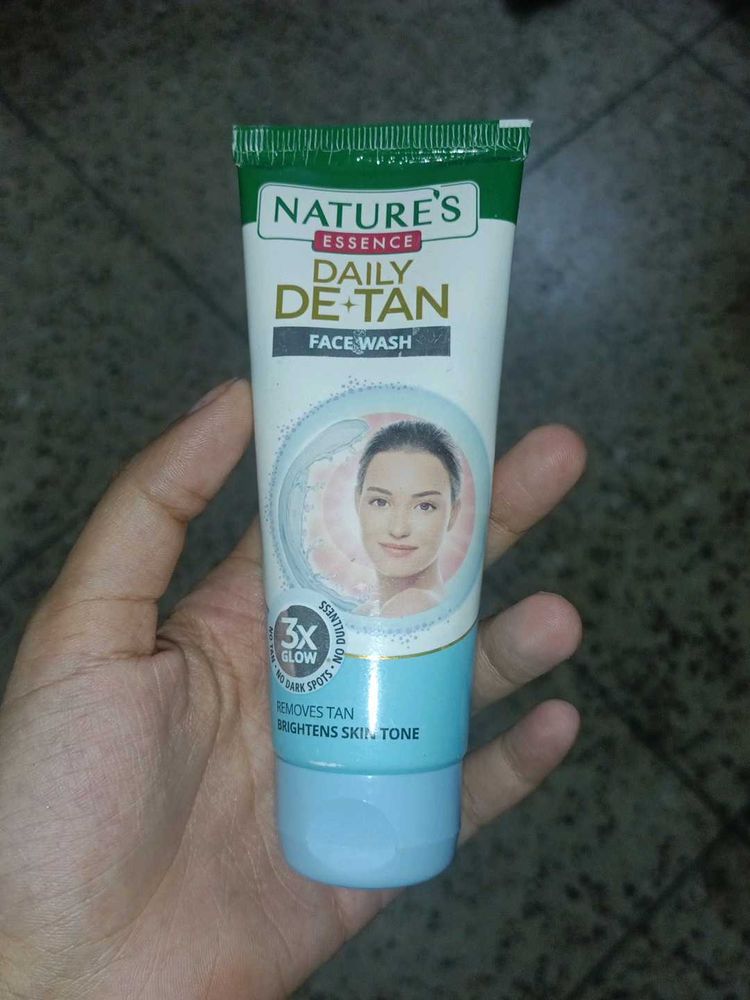 NATURE'S
ESSENCE
DAILY
DE+TAN
FACE WASH
3X
GLOW
NO TAN • NO DARK SPOTS • NO DULLNESS
REMOVES TAN
BRIGHTENS SKIN TONE